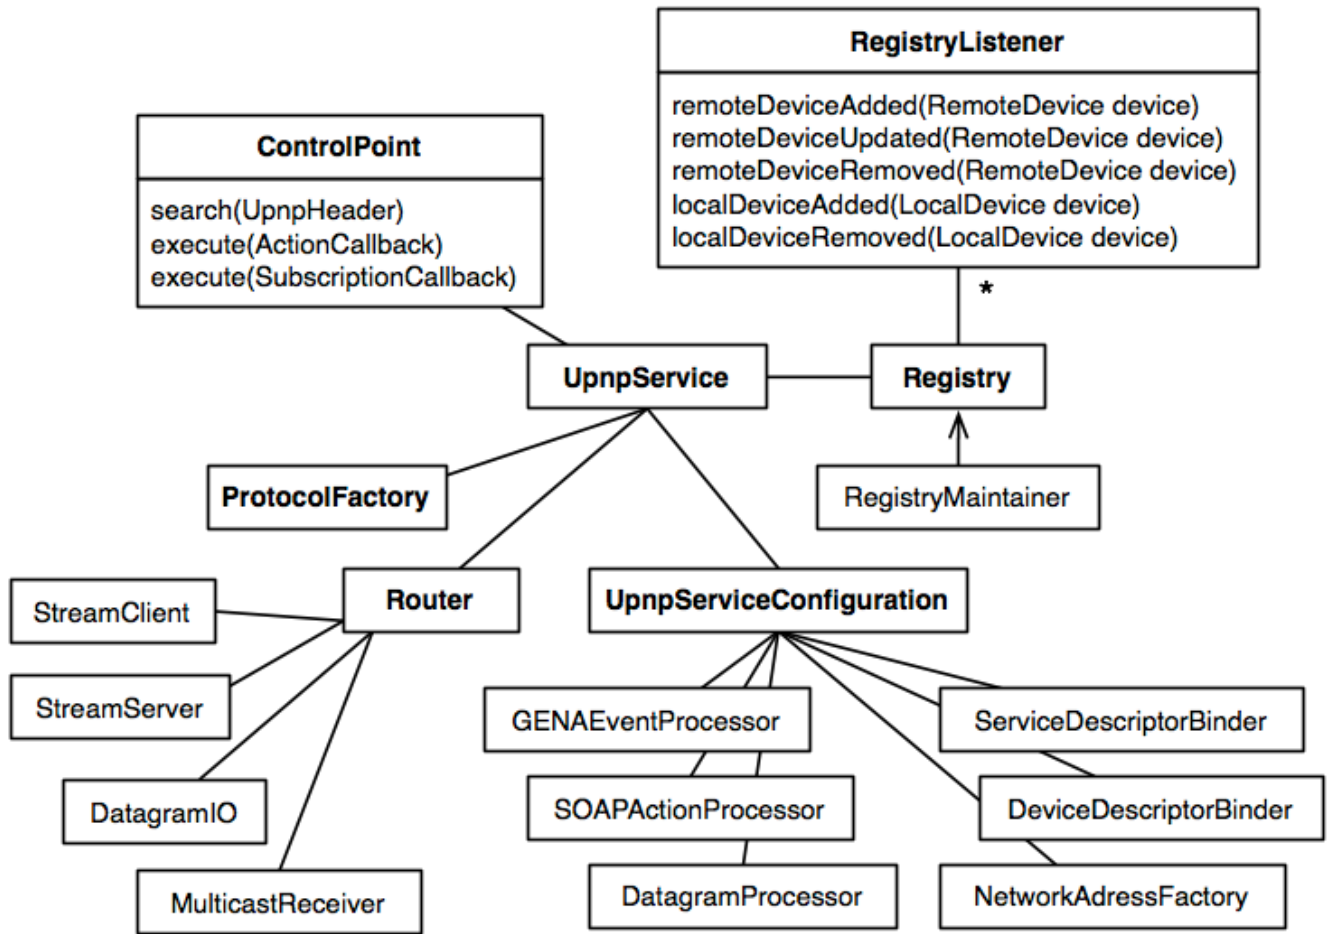 RegistryListener
remoteDeviceAdded(RemoteDevice device)
remoteDeviceUpdated(RemoteDevice device)
remoteDeviceRemoved(RemoteDevice device)
localDeviceAdded(LocalDevice device)
localDeviceRemoved(LocalDevice device)
*
ControlPoint
search(UpnpHeader)
execute(ActionCallback)
execute(SubscriptionCallback)
UpnpService
Registry
ProtocolFactory
RegistryMaintainer
Router
UpnpServiceConfiguration
StreamClient
StreamServer
DatagramIO
MulticastReceiver
GENAEventProcessor
SOAPActionProcessor
DatagramProcessor
ServiceDescriptorBinder
DeviceDescriptorBinder
NetworkAdressFactory